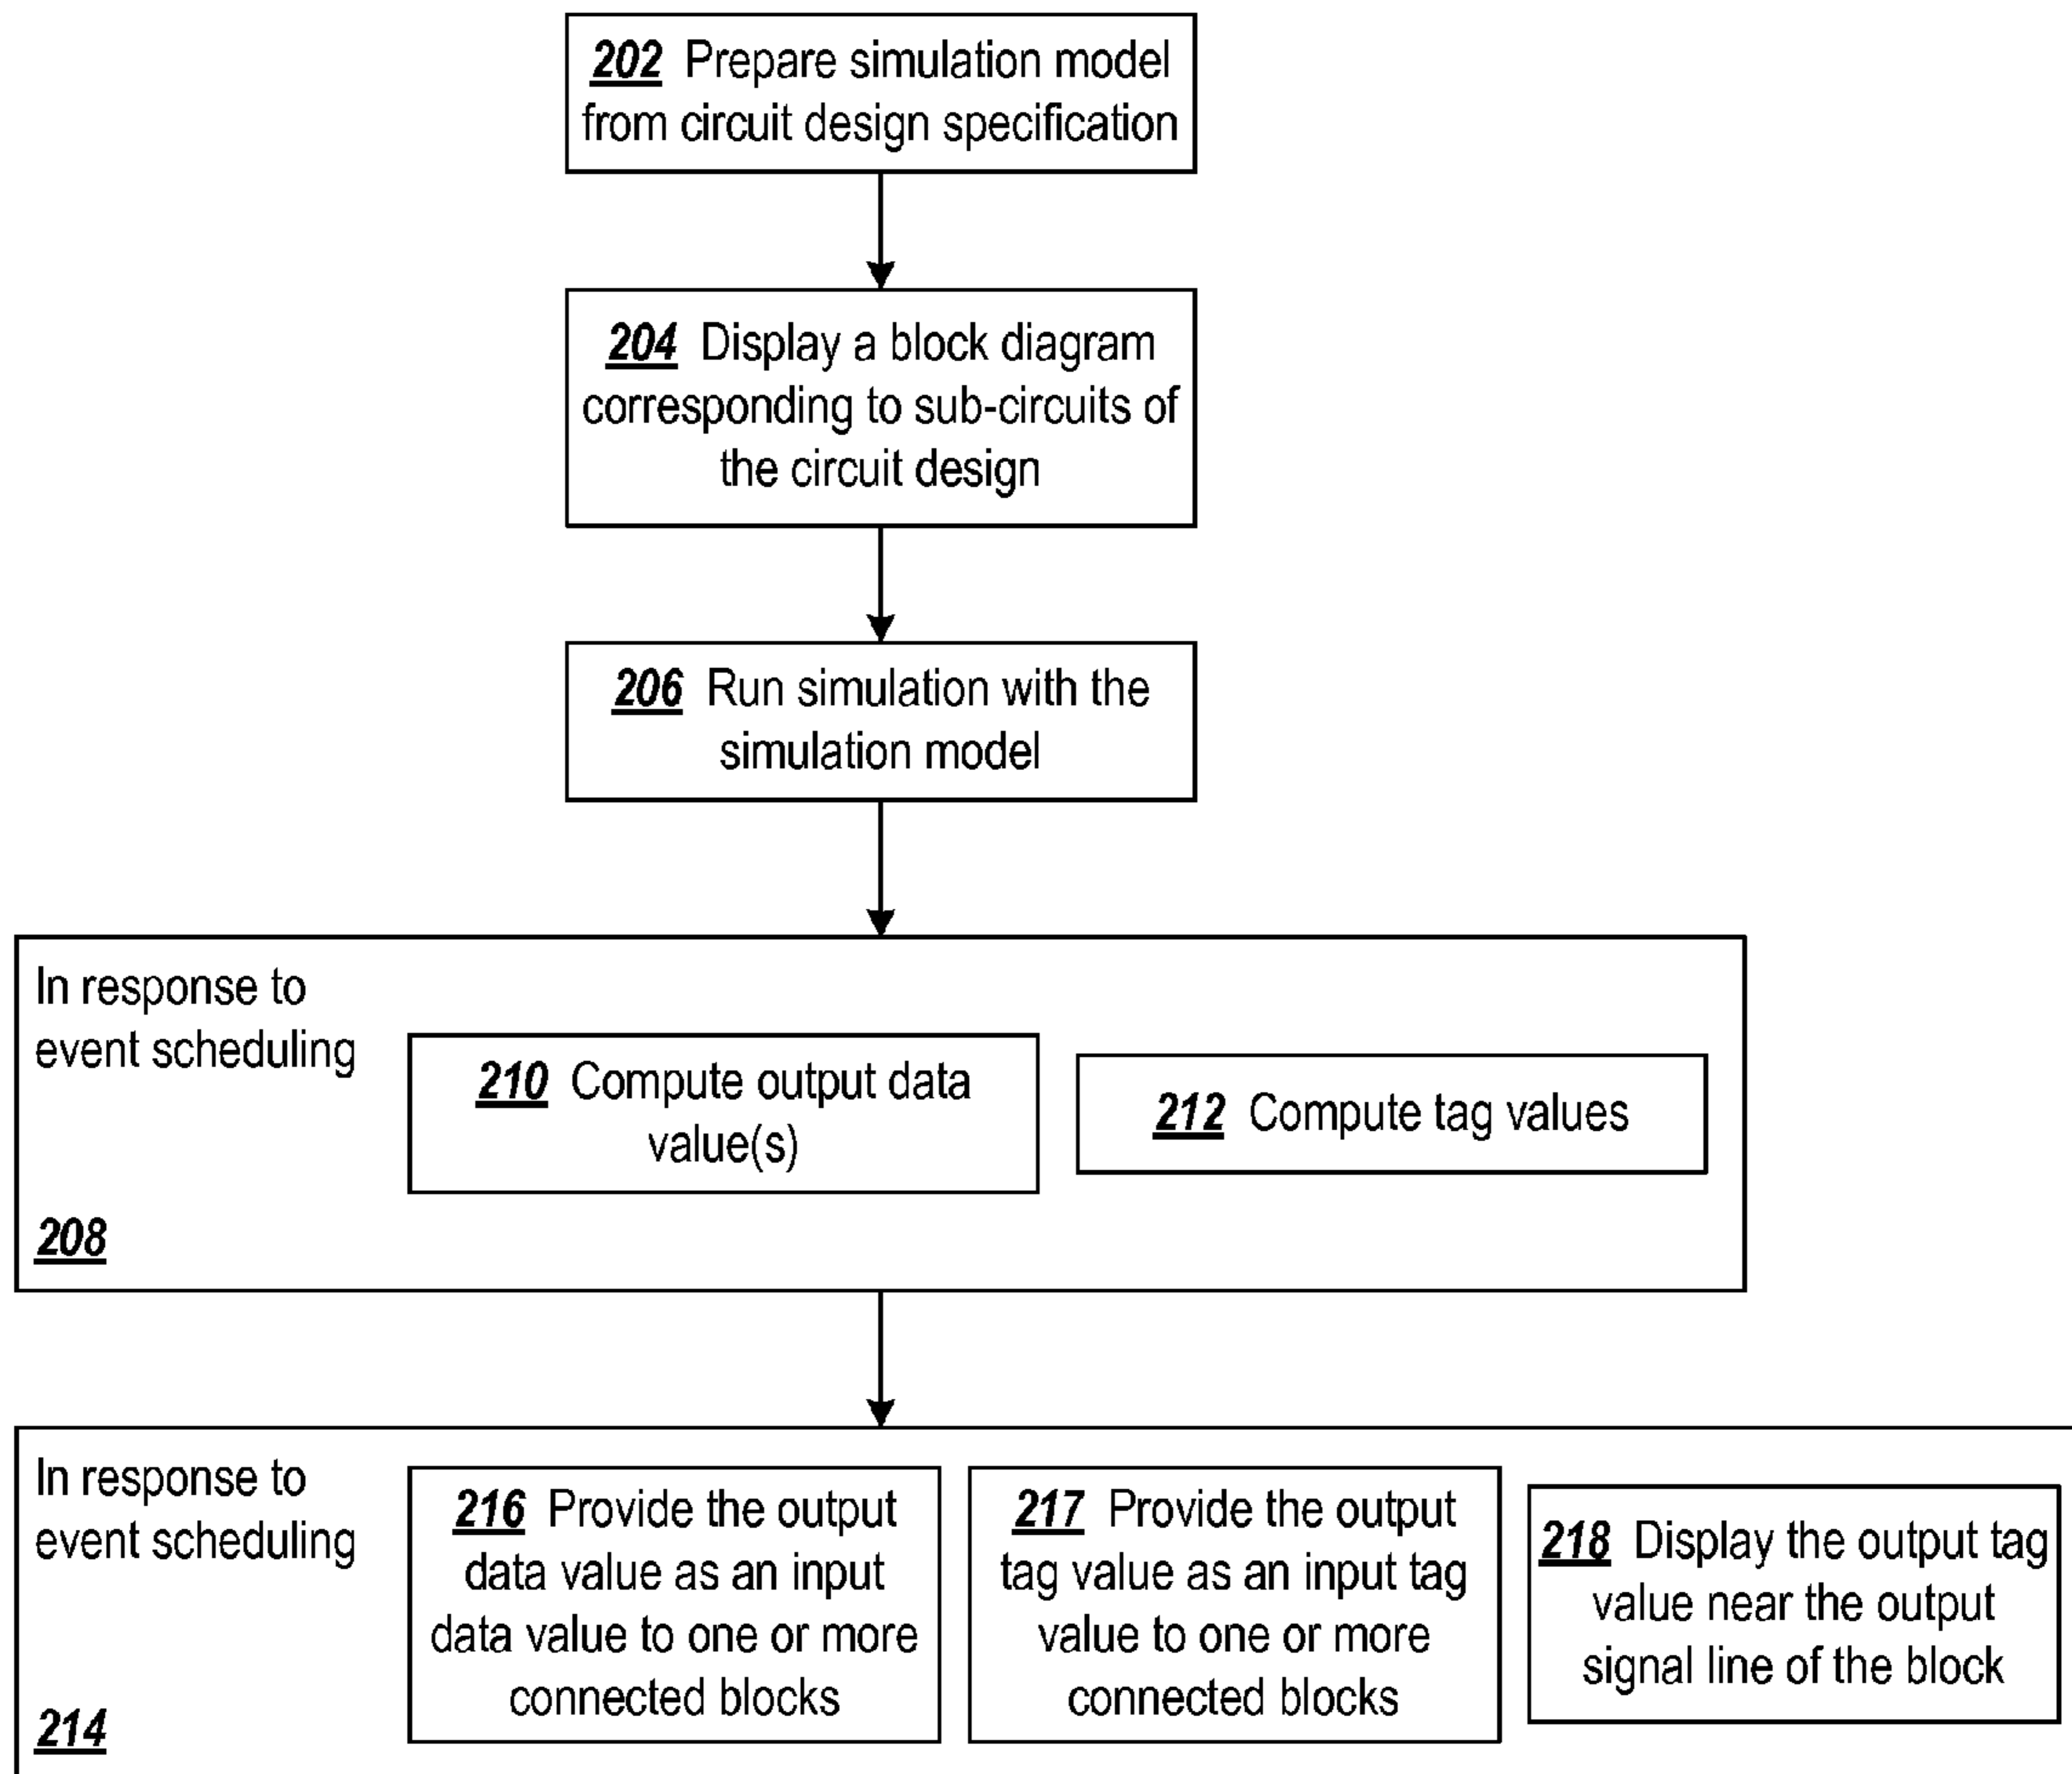 202 Prepare simulation model
from circuit design specification
204 Display a block diagram
corresponding to sub-circuits of
the circuit design
206 Run simulation with the
simulation model
In response to
event scheduling
210 Compute output data
value(s)
212 Compute tag values
208
In response to
event scheduling
216 Provide the output
data value as an input
data value to one or more
connected blocks
217 Provide the output
tag value as an input tag
value to one or more
connected blocks
218 Display the output tag
value near the output
signal line of the block
214